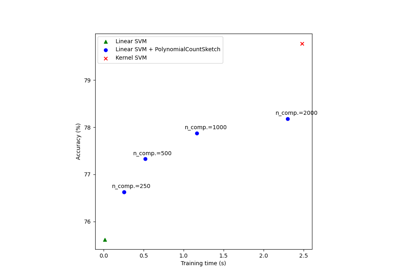 Linear SVM
Linear SVM + PolynomialCountSketch
Kernel SVM
79
n_comp.=2000
78
n_comp.=1000
n_comp.=500
77
n_comp.=250
76
Accuracy (%)
0.0 0.5 1.0 1.5 2.0 2.5
Training time (s)